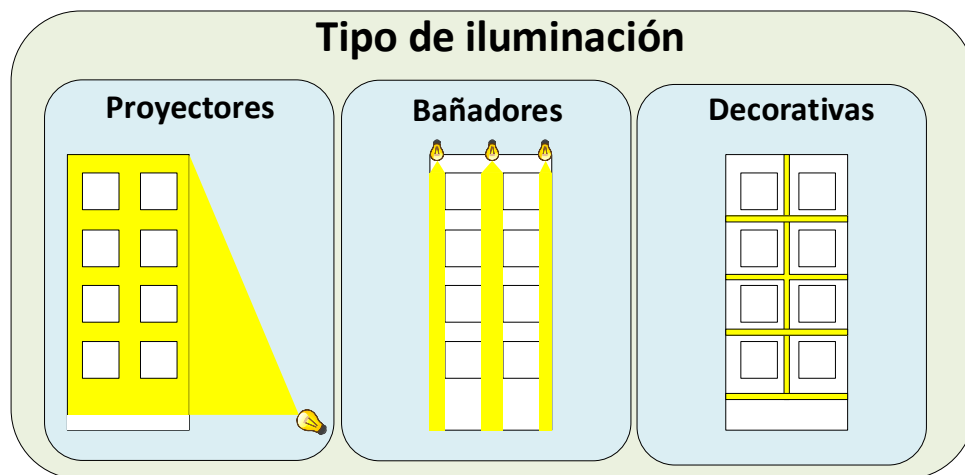 Tipo de iluminación
Proyectores
Bañadores
Decorativas